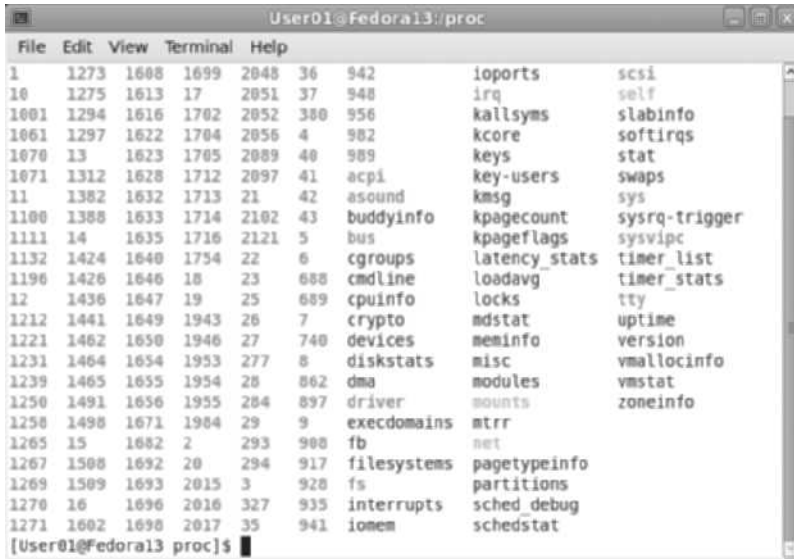 User01@Fedora13:/proc
File Edit View Terminal Help
1 1273 1608 1699 2048 36 942 ioports scsi
10 1275 1613 17 2051 37 948 irq self
1001 1294 1616 1702 2052 380 956 kallsyms slabinfo
1061 1297 1622 1704 2056 4 982 kcore softirqs
1070 13 1623 1705 2089 40 989 keys stat
1071 1312 1628 1712 2097 41 acpi key-users swaps
11 1382 1632 1713 21 42 asound kmsg sys
1100 1388 1633 1714 2102 43 buddyinfo kpagecount sysrq-trigger
1111 14 1635 1716 2121 5 bus kpageflags sysvipc
1132 1424 1640 1754 22 6 cgroups latency_stats timer_list
1196 1426 1646 18 23 688 cmdline loadavg timer_stats
12 1436 1647 19 25 689 cpuinfo locks tty
1212 1441 1649 1943 26 7 crypto mdstat uptime
1221 1462 1650 1946 27 740 devices meminfo version
1231 1464 1654 1953 277 8 diskstats misc vmallocinfo
1239 1465 1655 1954 28 862 dma modules vmstat
1250 1491 1656 1955 284 897 driver mounts zoneinfo
1258 1498 1671 1984 29 9 execdomains mtrr
1265 15 1682 2 293 908 fb net
1267 1508 1692 20 294 917 filesystems pagetypeinfo
1269 1509 1693 2015 3 928 fs partitions
1270 16 1696 2016 327 935 interrupts sched_debug
1271 1602 1698 2017 35 941 iomem schedstat
[User01@Fedora13 proc]$